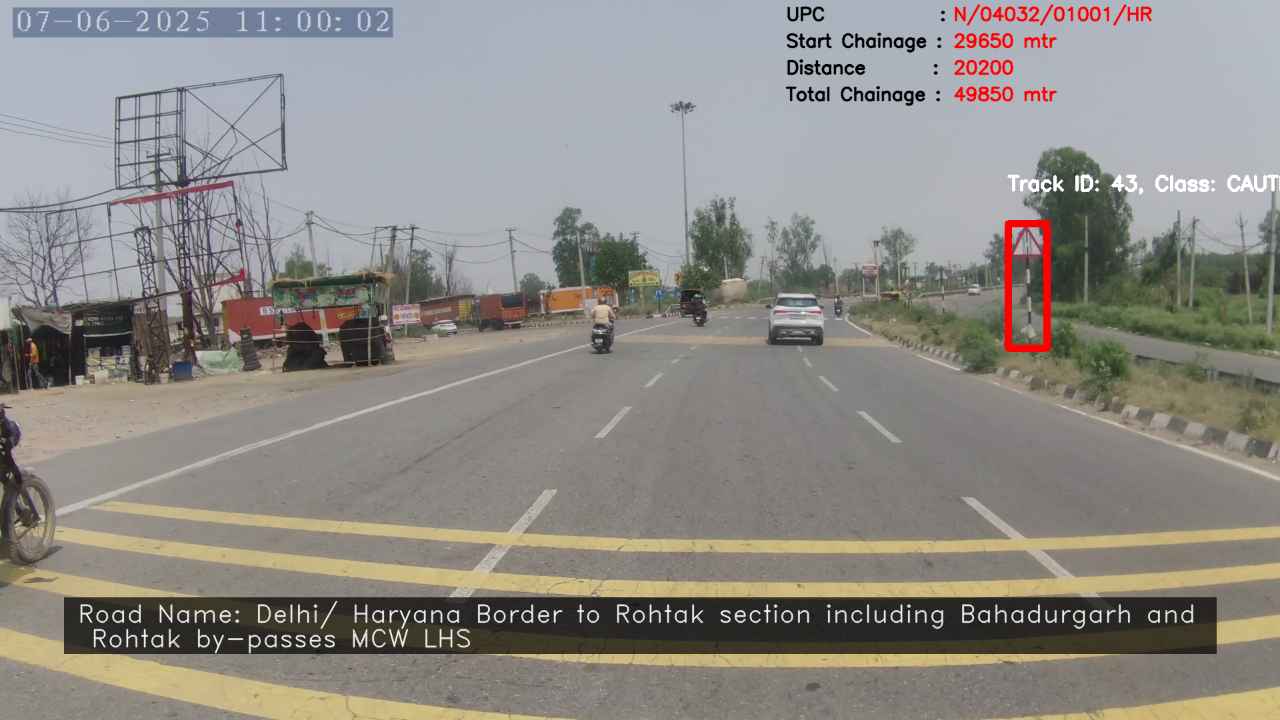 07-06-2025 11:00:02
UPC : N/04032/01001/HR
Start Chainage : 29650 mtr
Distance : 20200
Total Chainage : 49850 mtr
Track ID: 43, Class: CAUT
Road Name: Delhi/ Haryana Border to Rohtak section including Bahadurgarh and
Rohtak by-passes MCW LHS